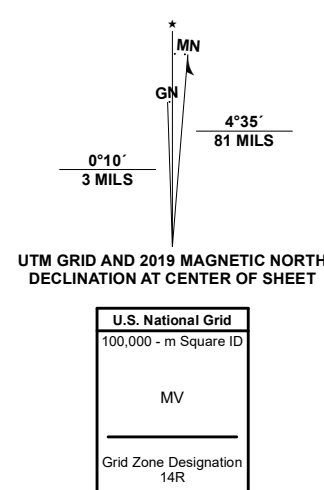 ★
MN
GN
4°35´
81 MILS
0°10´
3 MILS
UTM GRID AND 2019 MAGNETIC NORTH
DECLINATION AT CENTER OF SHEET
U.S. National Grid
100,000 - m Square ID
MV
Grid Zone Designation
14R